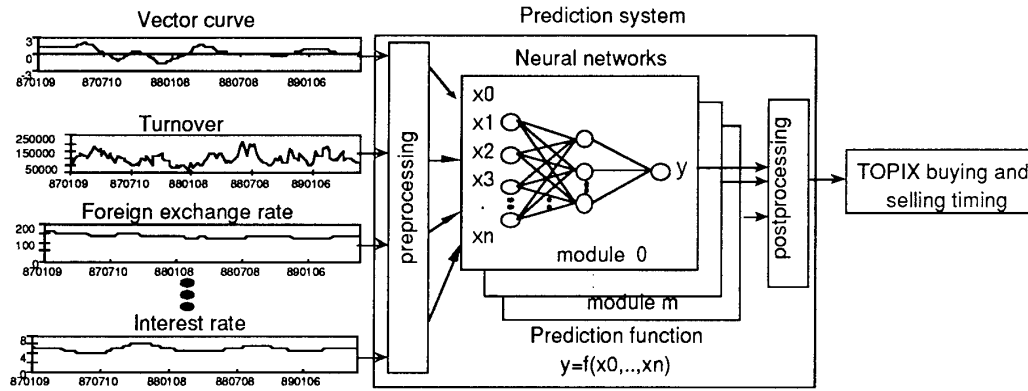 Vector curve
3
0
-3
870109 870710 880108 880708 890106
Turnover
250000
150000
50000
870109 870710 880108 880708 890106
Foreign exchange rate
200
100
0
870109 870710 880108 880708 890106
Interest rate
8
4
0
870109 870710 880108 880708 890106
Prediction system
preprocessing
Neural networks
x0
x1
x2
x3
xn
y
module 0
module m
Prediction function
y=f(x0,..,xn)
postprocessing
TOPIX buying and
selling timing